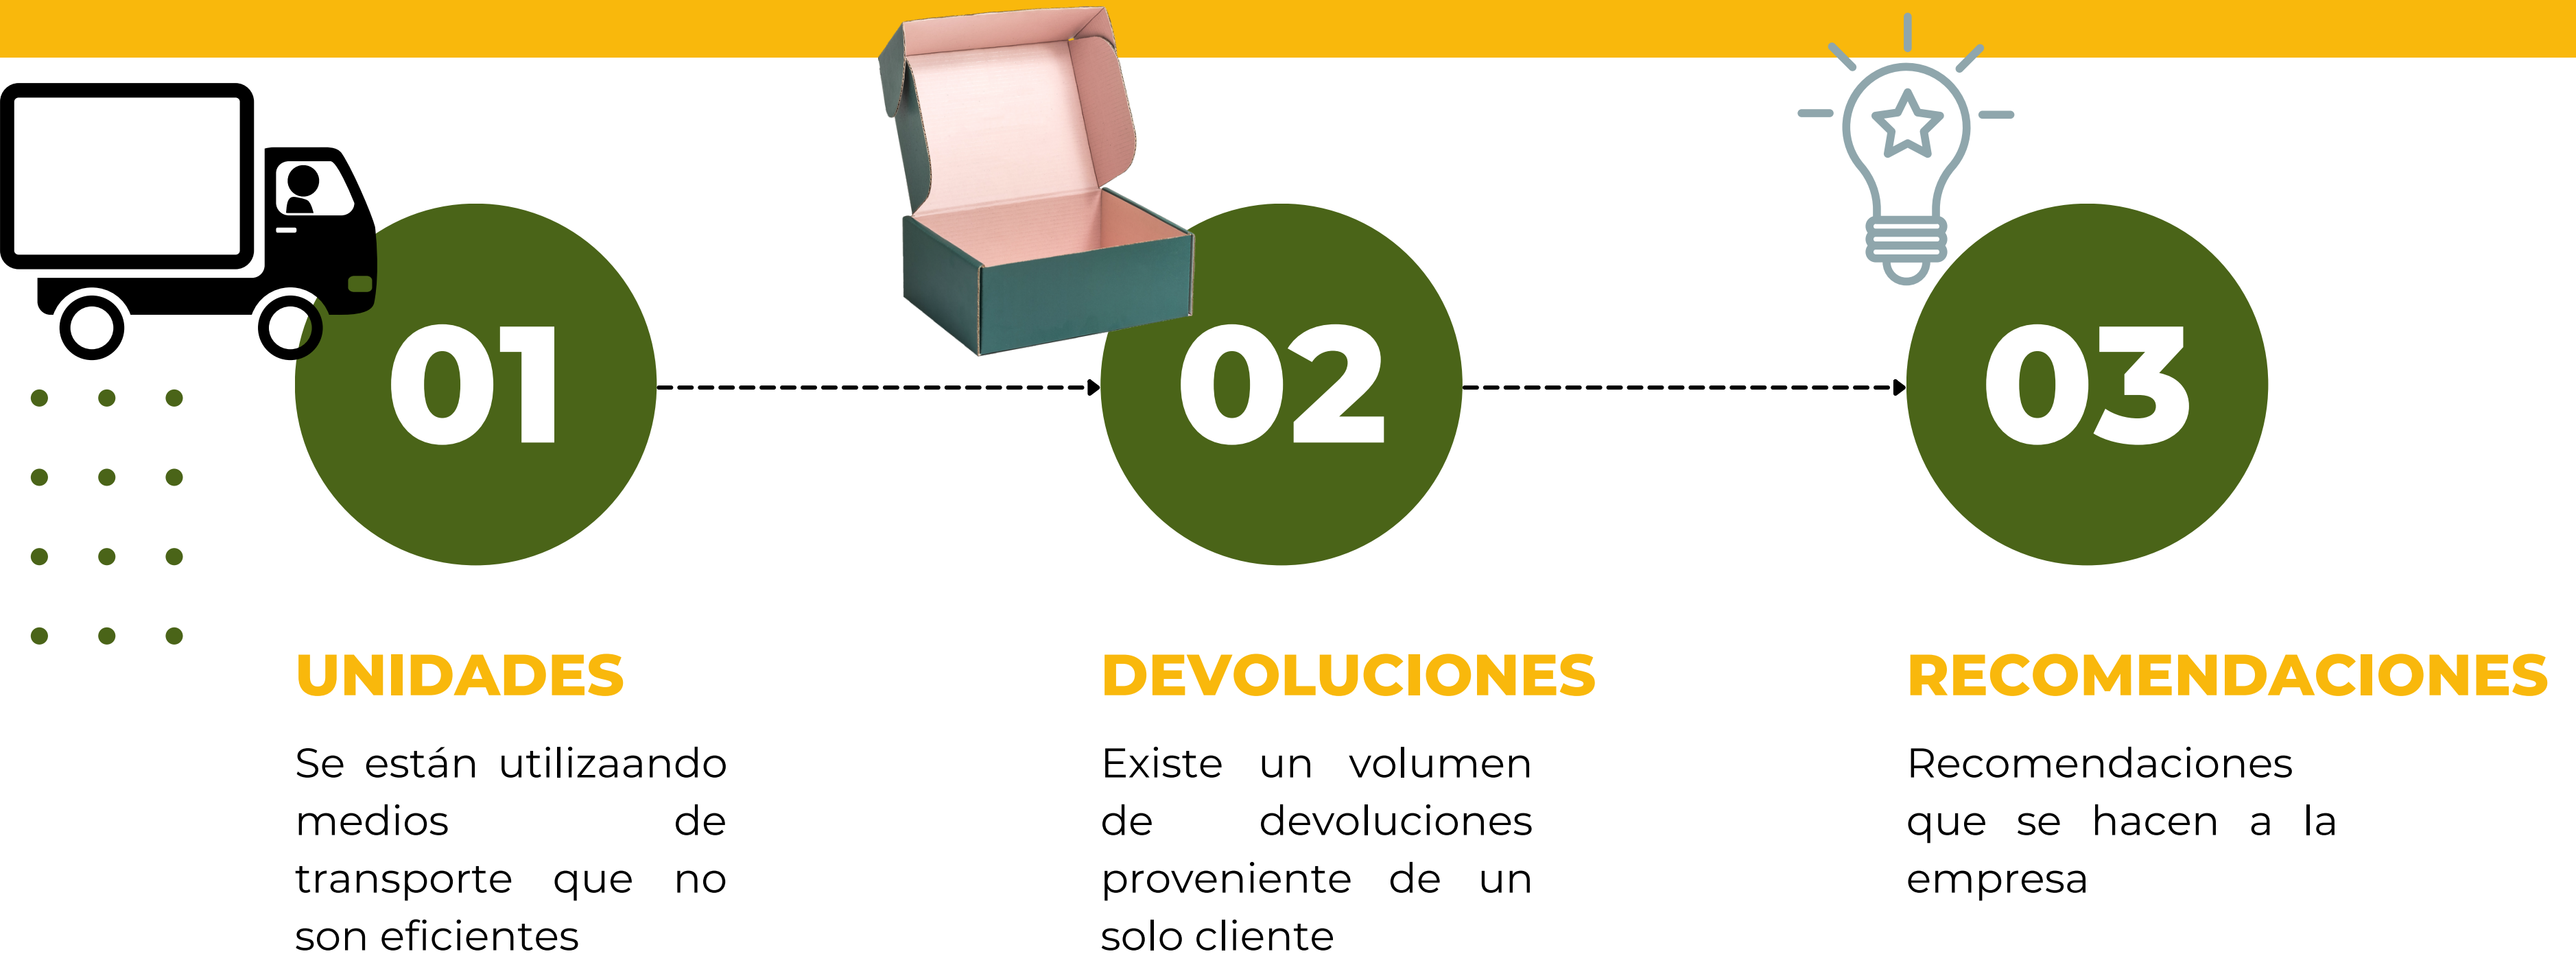 01
02
03
UNIDADES
Se están utilizaando
medios de
transporte que no
son eficientes
DEVOLUCIONES
Existe un volumen
de devoluciones
proveniente de un
solo cliente
RECOMENDACIONES
Recomendaciones
que se hacen a la
empresa